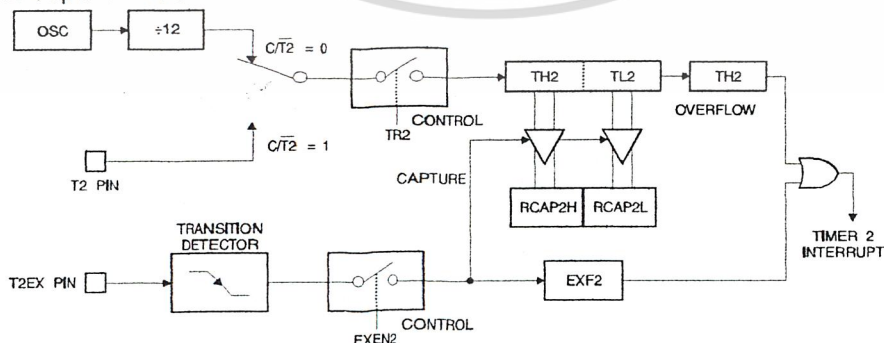 OSC
÷12
C/T2 = 0
TH2
TL2
TH2
OVERFLOW
CONTROL
TR2
C/T2 = 1
T2 PIN
CAPTURE
RCAP2H
RCAP2L
TIMER 2
INTERRUPT
TRANSITION
DETECTOR
T2EX PIN
EXF2
CONTROL
EXEN2